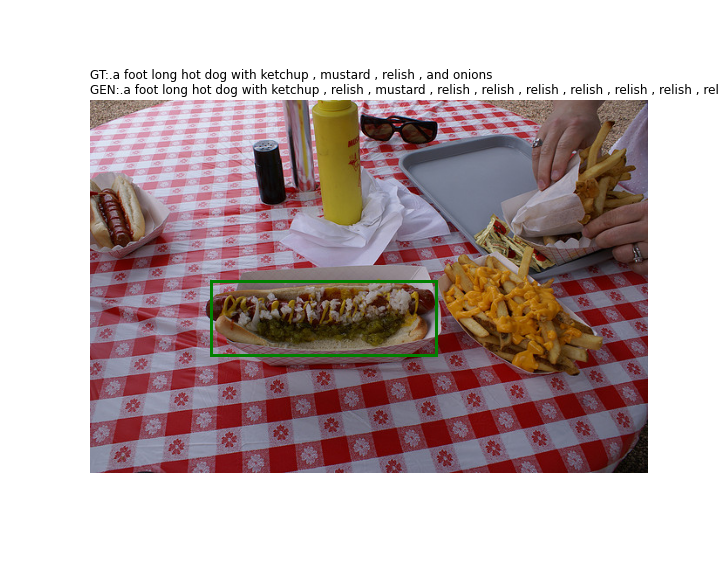 GT:.a foot long hot dog with ketchup , mustard , relish , and onions
GEN:.a foot long hot dog with ketchup , relish , mustard , relish , relish , relish , relish , relish , relish , rel